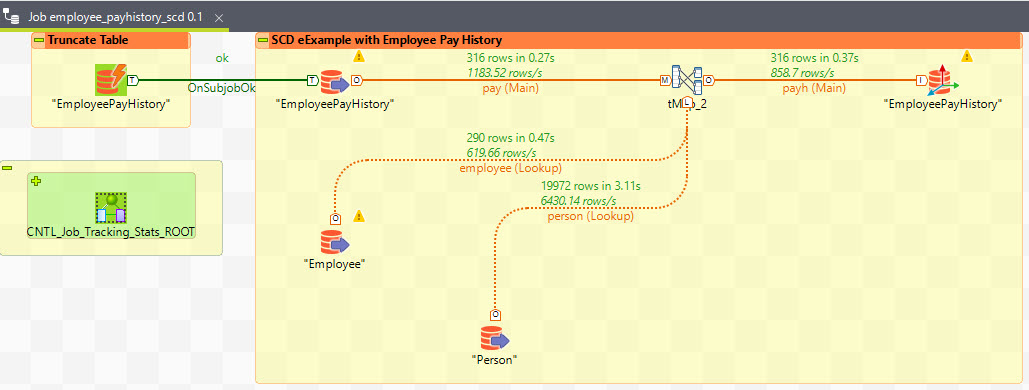 Job employee_payhistory_scd 0.1
Truncate Table
"EmployeePayHistory"
T
ok
OnSubjobOk
SCD eExample with Employee Pay History
T
O
"EmployeePayHistory"
316 rows in 0.27s
1183.52 rows/s
pay (Main)
M
O
316 rows in 0.37s
858.7 rows/s
payh (Main)
I
"EmployeePayHistory"
290 rows in 0.47s
619.66 rows/s
employee (Lookup)
19972 rows in 3.11s
6430.14 rows/s
person (Lookup)
CNTL_Job_Tracking_Stats_ROOT
O
"Employee"
O
"Person"